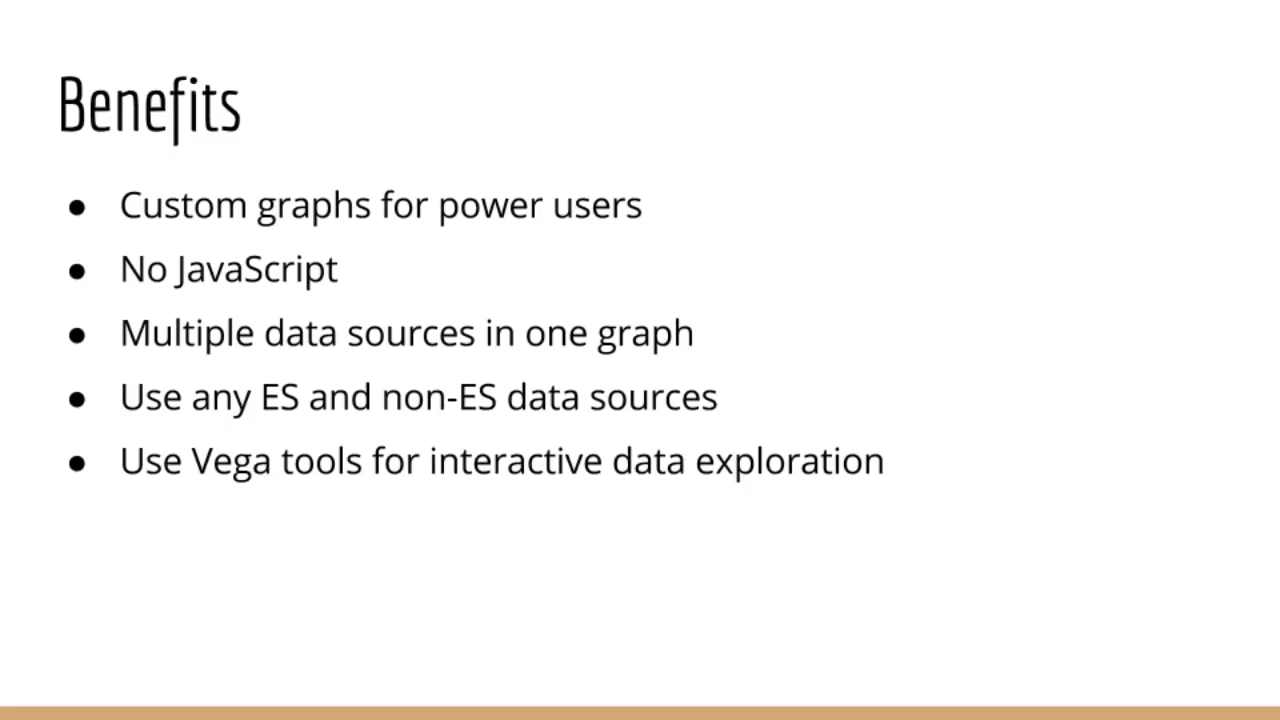 Benefits
● Custom graphs for power users
● No JavaScript
● Multiple data sources in one graph
● Use any ES and non-ES data sources
● Use Vega tools for interactive data exploration